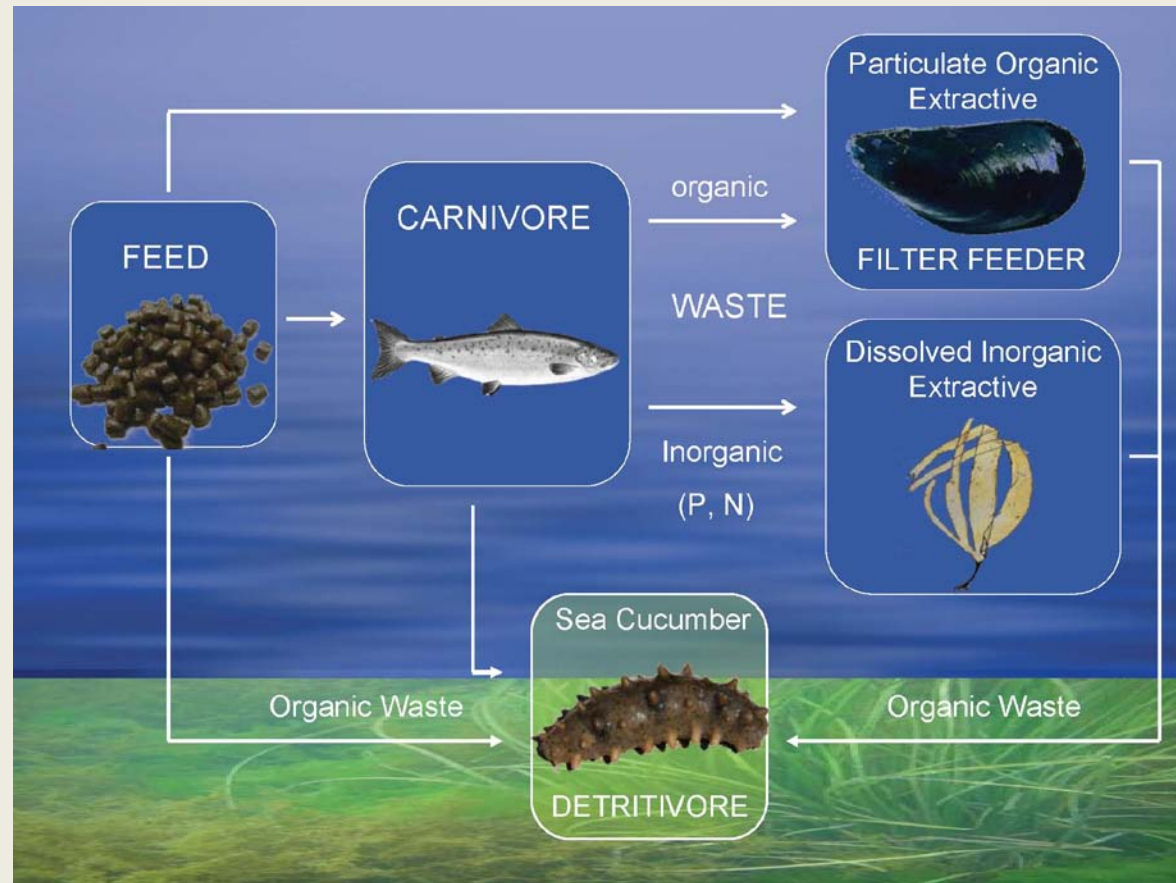 Particulate Organic
Extractive
FILTER FEEDER
FEED
CARNIVORE
organic
WASTE
Inorganic
(P, N)
Dissolved Inorganic
Extractive
Sea Cucumber
DETRITIVORE
Organic Waste
Organic Waste